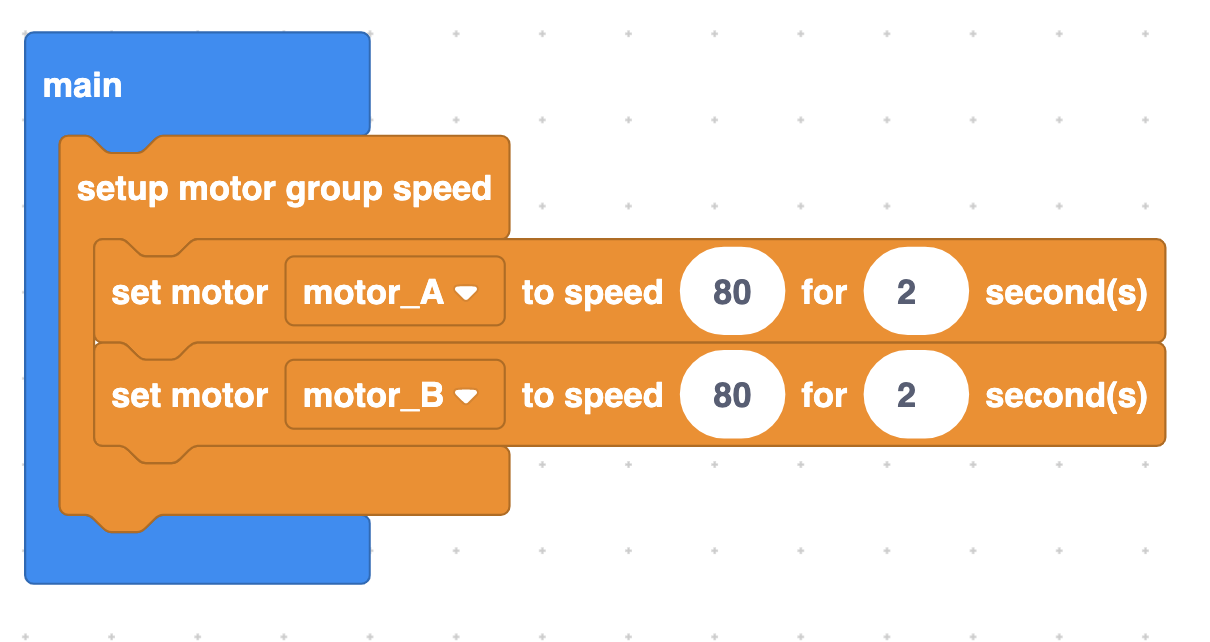 main
setup motor group speed
set motor motor_A to speed 80 for 2 second(s)
set motor motor_B to speed 80 for 2 second(s)